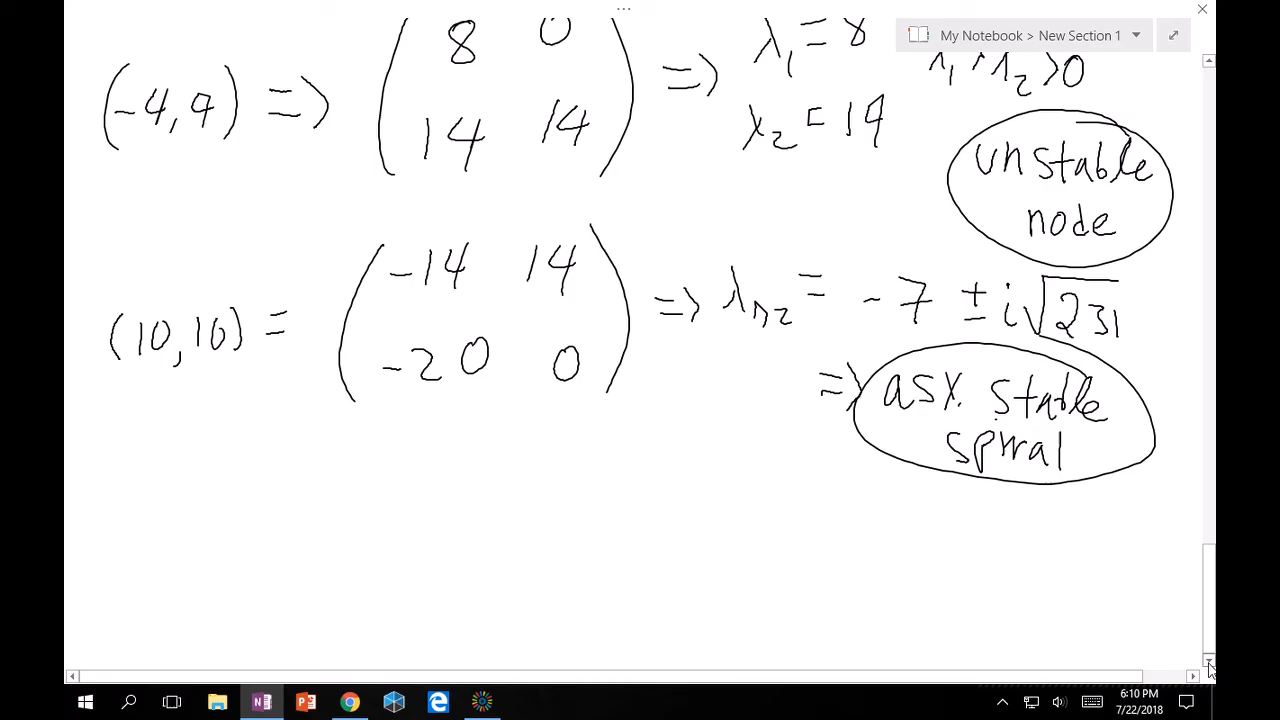 My Notebook > New Section 1
(-4,4) => ( 8 0
14 14 ) => λ1 = 8
λ2 = 14
λ1, λ2 >0
unstable
node
(10,10) = ( -14 14
-20 0 ) => λ1,2 = -7 ± i√231
=> asx. stable
spiral
6:10 PM
7/22/2018